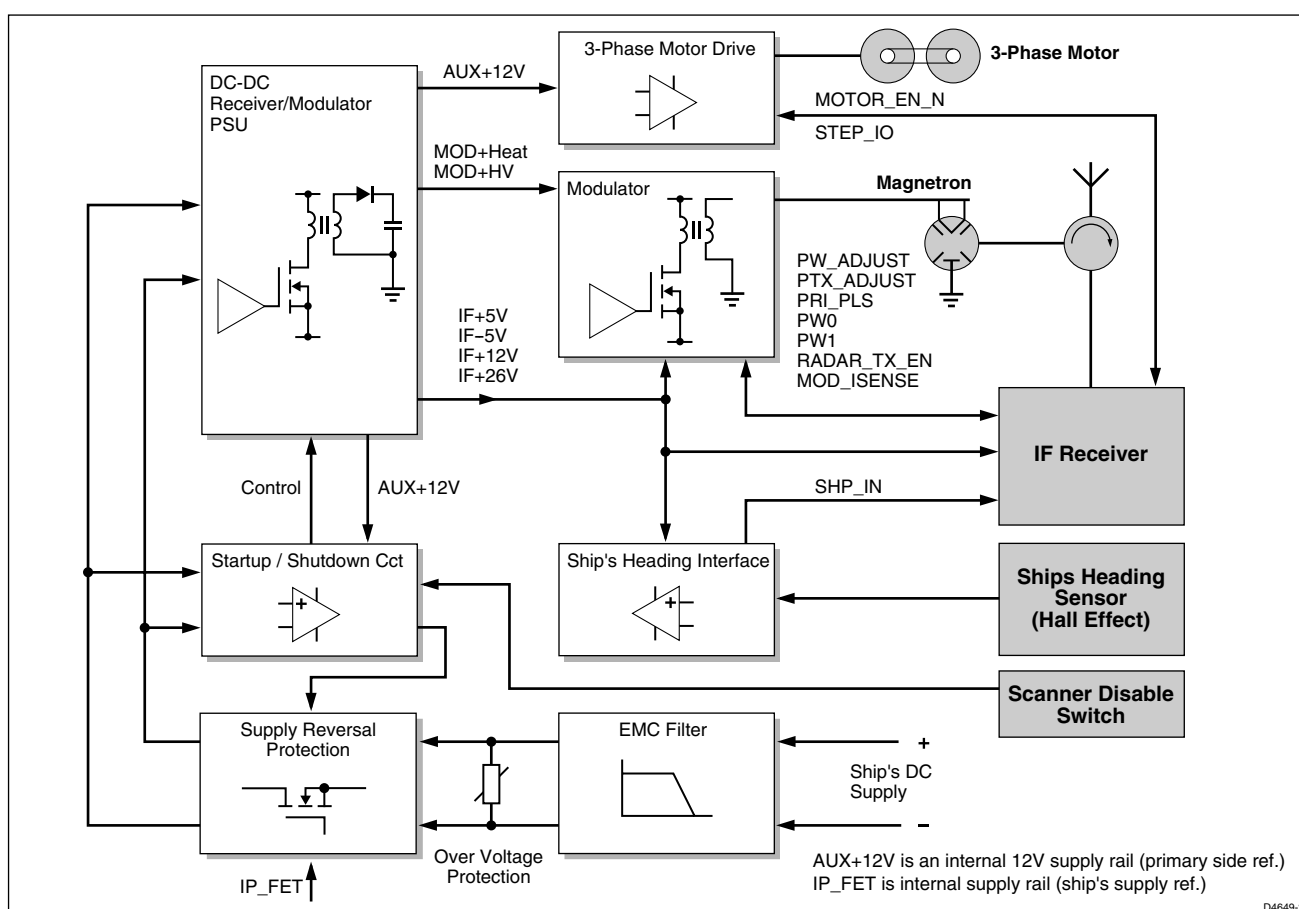 3-Phase Motor Drive
3-Phase Motor
DC-DC
Receiver/Modulator
PSU
AUX+12V
MOTOR_EN_N
STEP_IO
MOD+Heat
MOD+HV
Modulator
Magnetron
PW_ADJUST
PTX_ADJUST
PRI_PLS
PW0
PW1
RADAR_TX_EN
MOD_ISENSE
IF+5V
IF–5V
IF+12V
IF+26V
IF Receiver
Control
AUX+12V
SHP_IN
Startup / Shutdown Cct
+
Ship's Heading Interface
+
Ships Heading
Sensor
(Hall Effect)
Scanner Disable
Switch
Supply Reversal
Protection
EMC Filter
+
Ship's DC
Supply
–
Over Voltage
Protection
IP_FET
AUX+12V is an internal 12V supply rail (primary side ref.)
IP_FET is internal supply rail (ship's supply ref.)